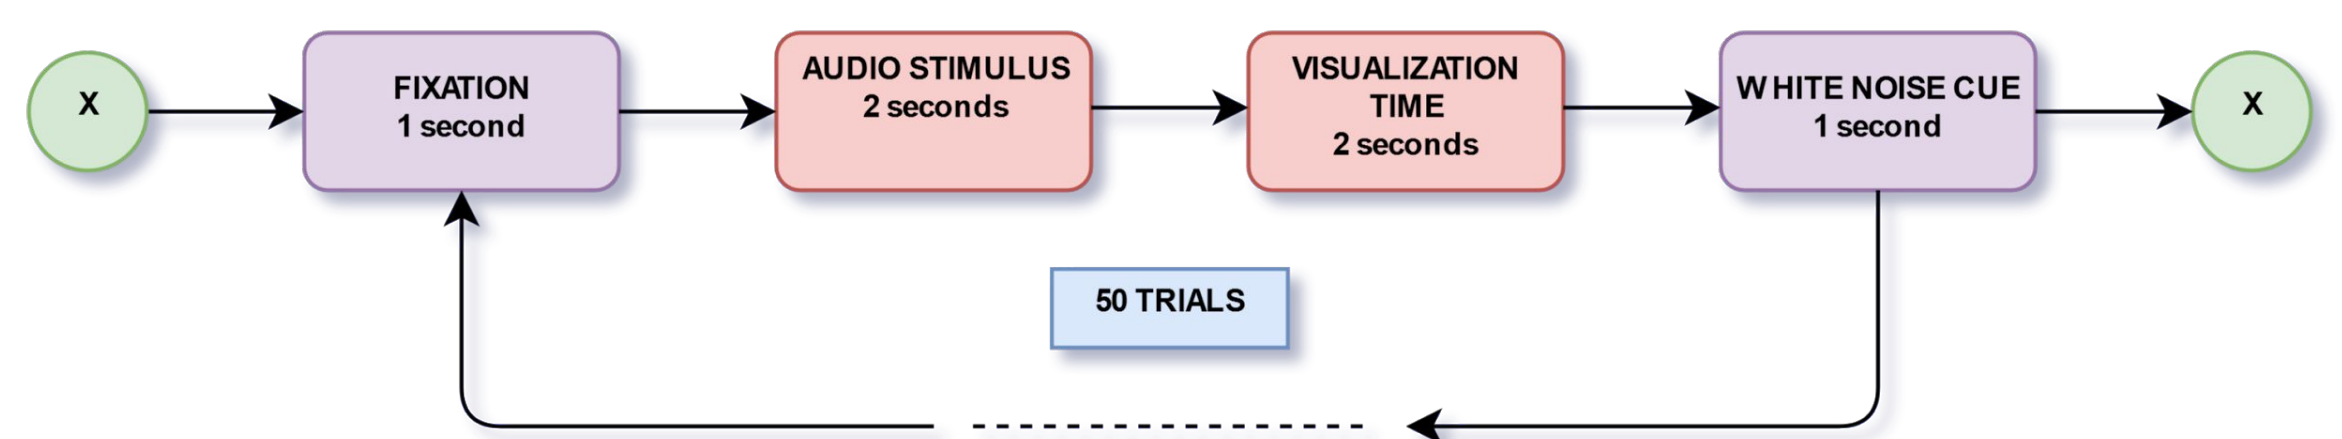 X
FIXATION
1 second
AUDIO STIMULUS
2 seconds
VISUALIZATION
TIME
2 seconds
WHITE NOISE CUE
1 second
X
50 TRIALS